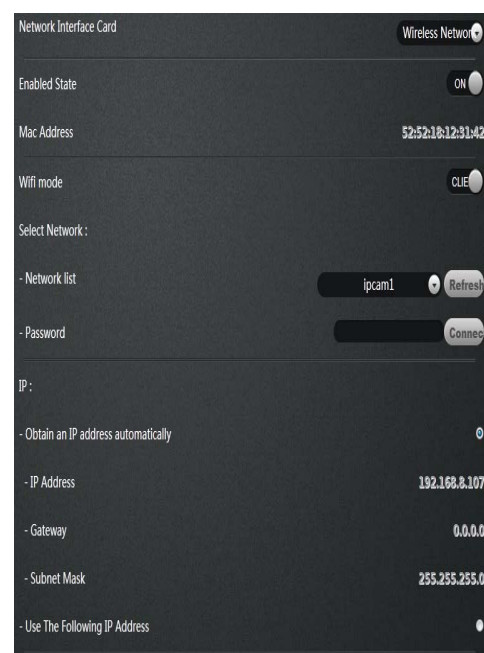 Network Interface Card Wireless Networ
Enabled State ON
Mac Address 52:52:18:12:31:42
Wifi mode CLIE
Select Network :
- Network list ipcam1 Refresh
- Password Connec
IP :
- Obtain an IP address automatically
- IP Address 192.168.8.107
- Gateway 0.0.0.0
- Subnet Mask 255.255.255.0
- Use The Following IP Address